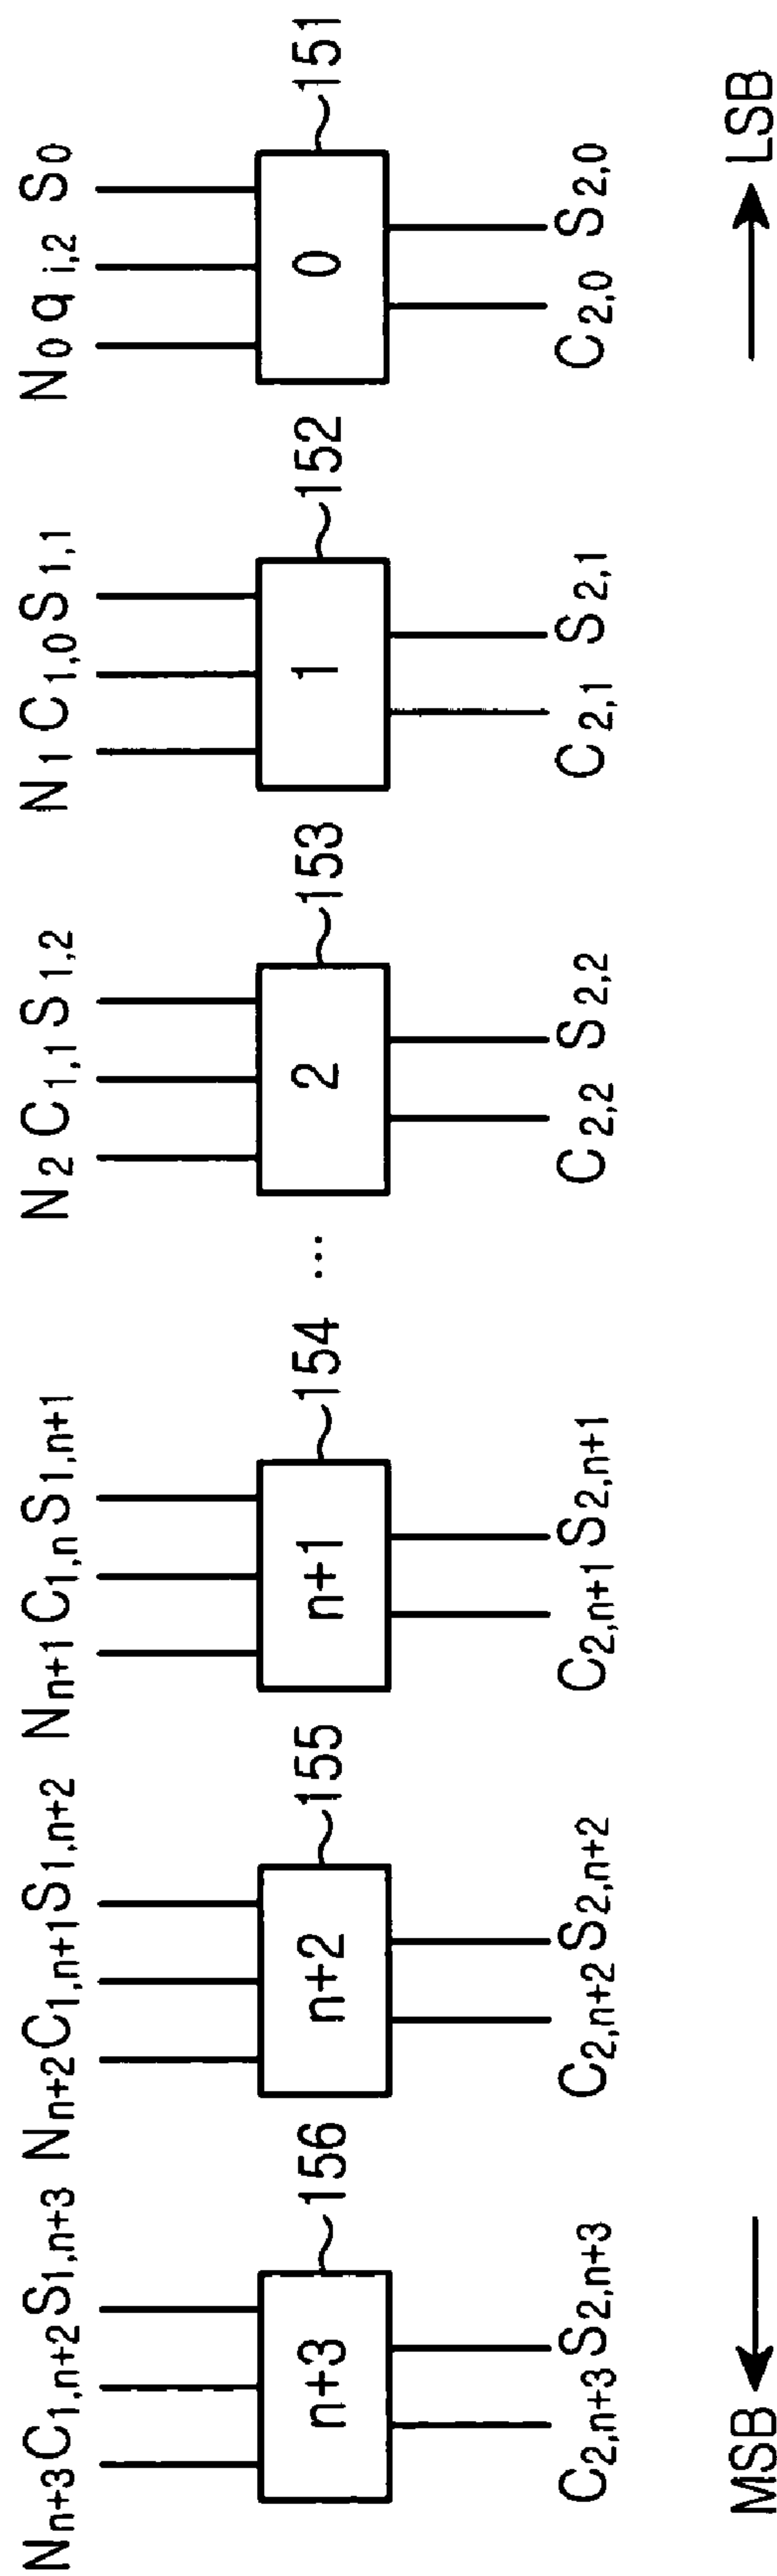 Nn+3 C1,n+2 S1,n+3 Nn+2 C1,n+1 S1,n+2 Nn+1 C1,n S1,n+1 N2 C1,1 S1,2 N1 C1,0 S1,1 N0 qi,2 S0
n+3 156 n+2 155 n+1 154 ... 2 153 1 152 0 151
C2,n+3 S2,n+3 C2,n+2 S2,n+2 C2,n+1 S2,n+1 C2,2 S2,2 C2,1 S2,1 C2,0 S2,0
MSB LSB